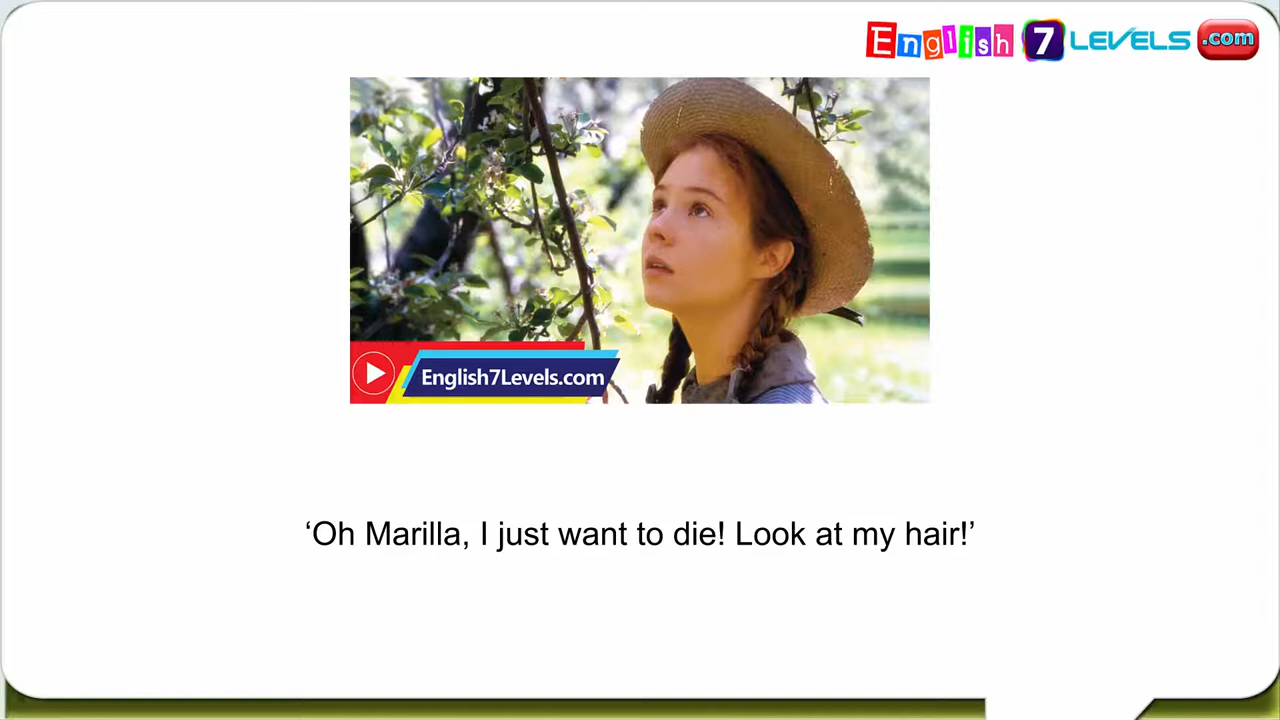 English 7 LEVELS .com
English7Levels.com
‘Oh Marilla, I just want to die! Look at my hair!’